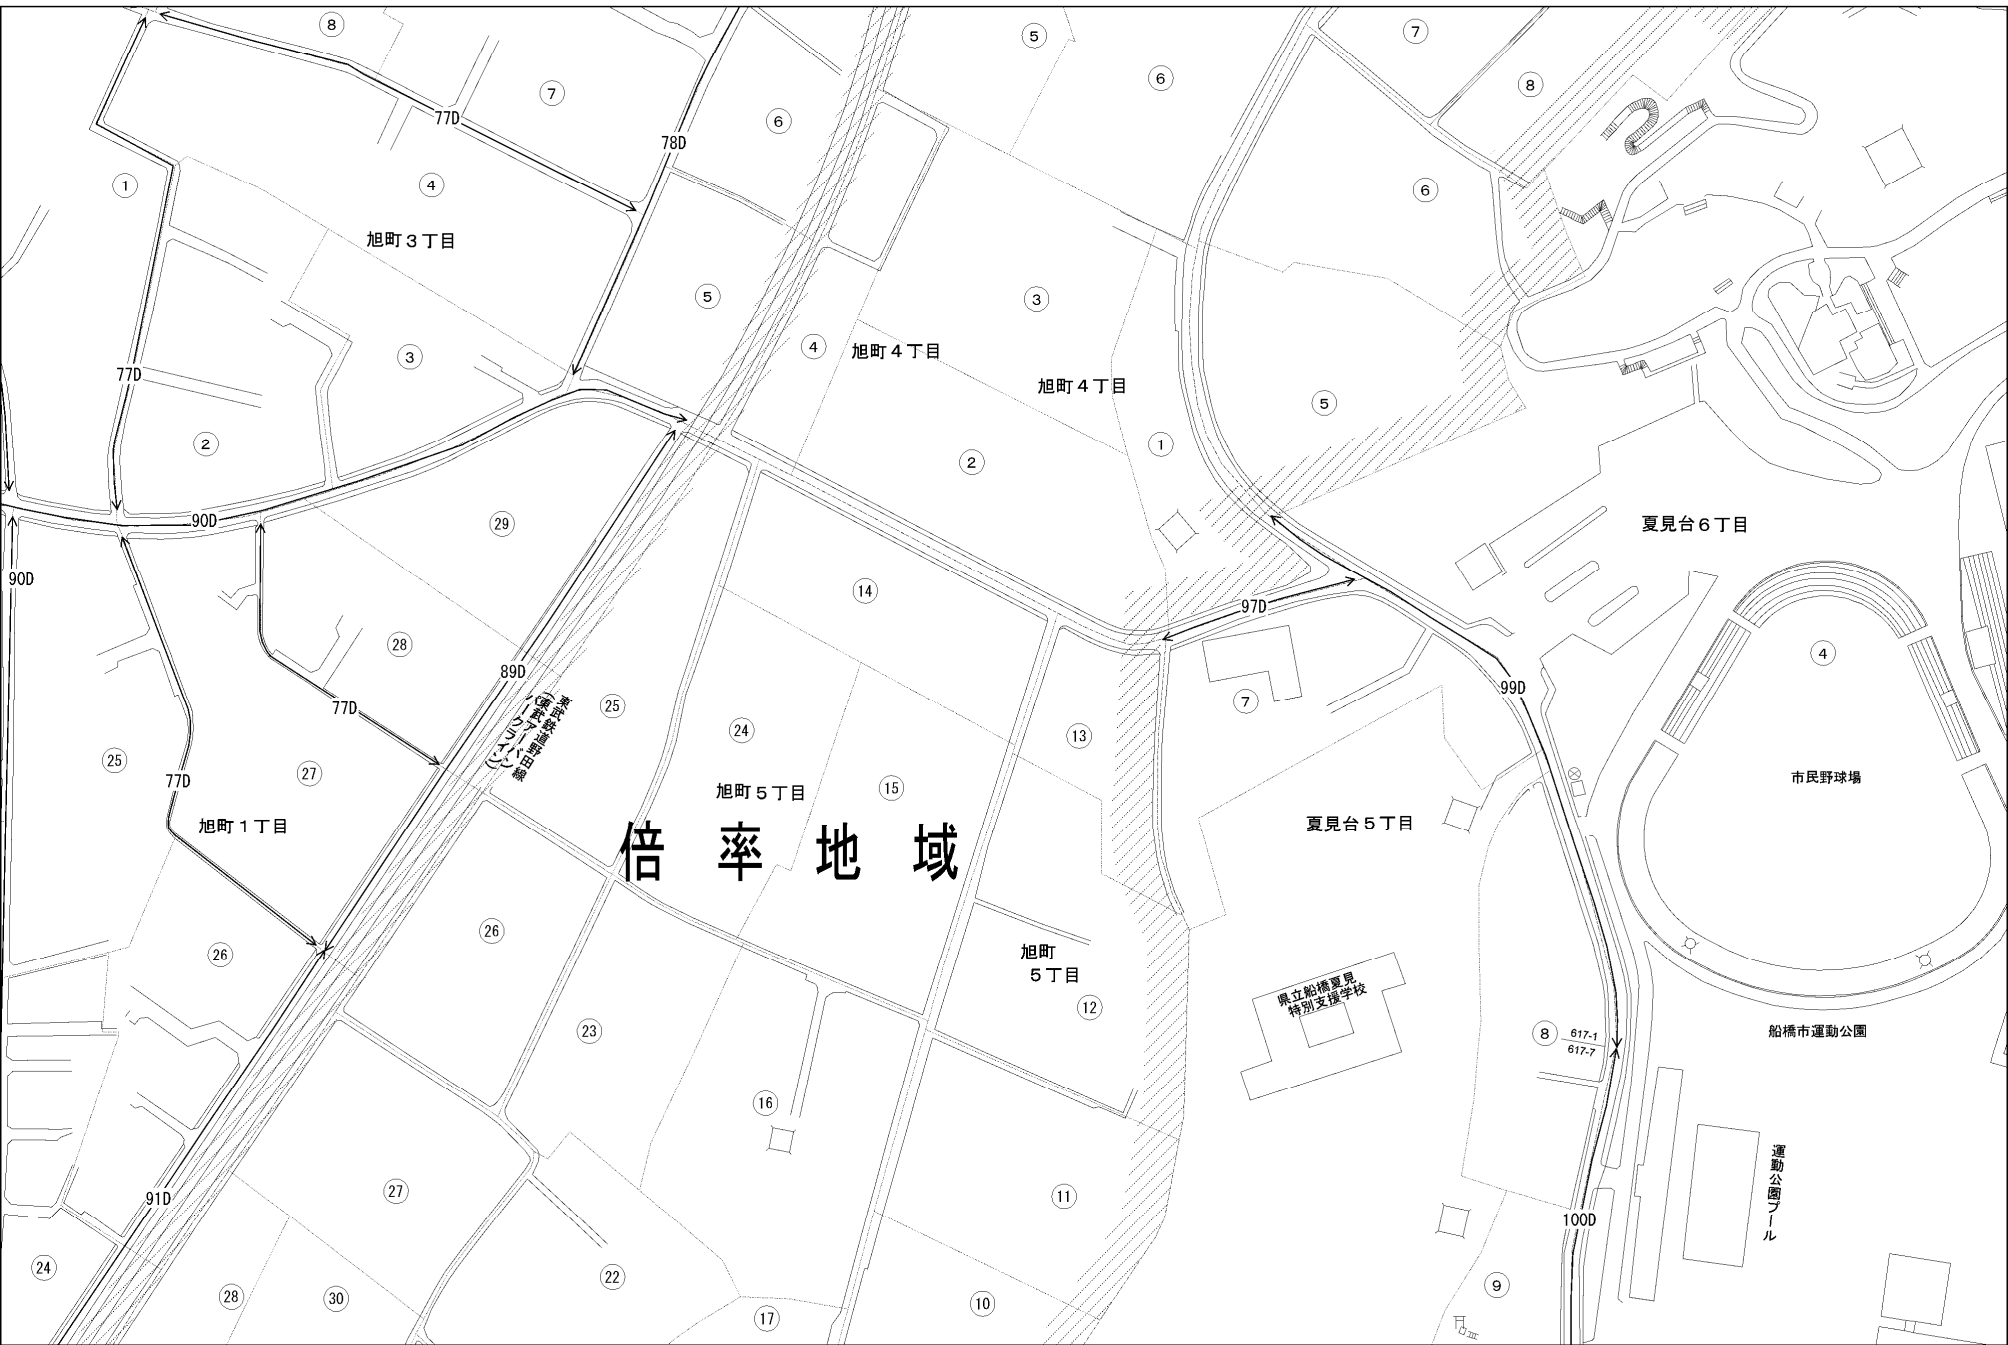 ⑧
⑤
⑦
⑥
⑧
⑦
77D
⑥
78D
①
④
⑥
旭町3丁目
⑤
③
③
④
旭町4丁目
77D
旭町4丁目
⑤
②
①
②
90D
㉙
夏見台6丁目
90D
⑭
97D
㉘
④
89D
99D
77D
㉕
⑦
㉔
⑬
東武鉄道野田線
(東武アーバン
パークライン)
㉕
77D
㉗
旭町5丁目
⑮
市民野球場
旭町1丁目
夏見台5丁目
倍率地域
㉖
㉖
旭町
5丁目
県立船橋夏見
特別支援学校
⑫
㉓
⑧
617-1
617-7
船橋市運動公園
⑯
運動公園プール
91D
㉗
⑪
100D
㉔
㉘
㉚
㉒
⑰
⑩
⑨